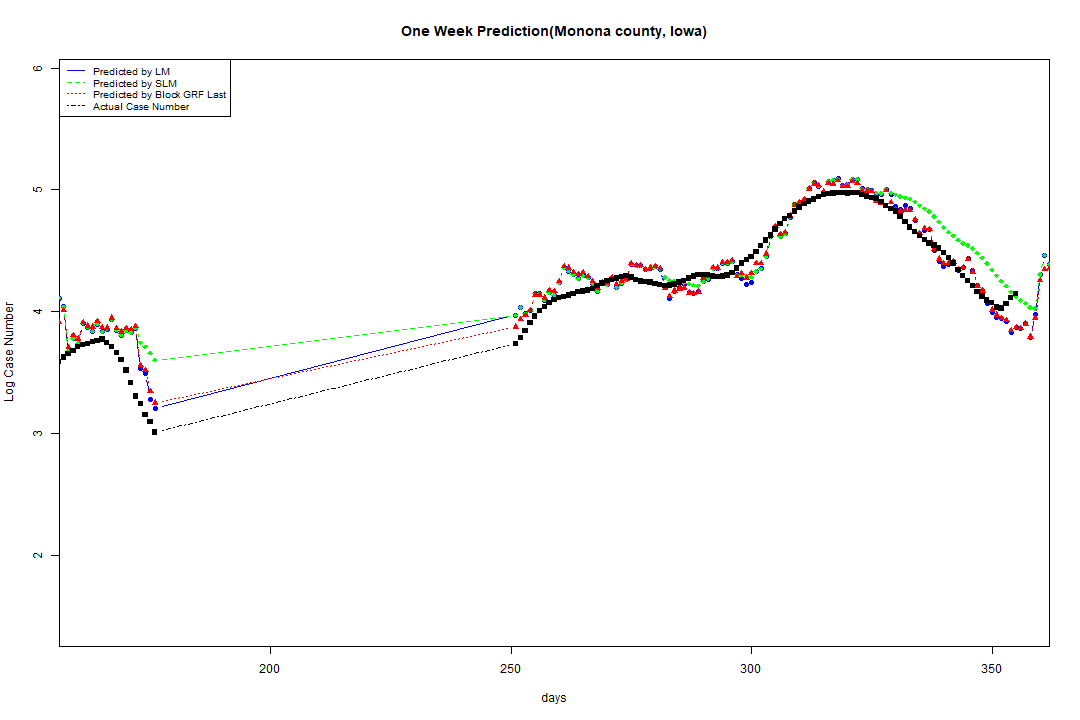 One Week Prediction(Monona county, Iowa)
Predicted by LM
Predicted by SLM
Predicted by Block GRF Last
Actual Case Number
6
5
4
3
2
Log Case Number
200
250
300
350
days